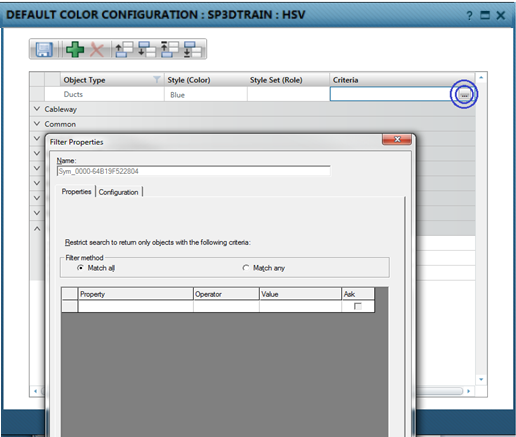 DEFAULT COLOR CONFIGURATION : SP3DTRAIN : HSV
Object Type Style (Color) Style Set (Role) Criteria
Ducts Blue ...
Cableway
Common
Filter Properties
Name:
Sym_0000-64B19F522804
Properties Configuration
Restrict search to return only objects with the following criteria:
Filter method
Match all Match any
Property Operator Value Ask